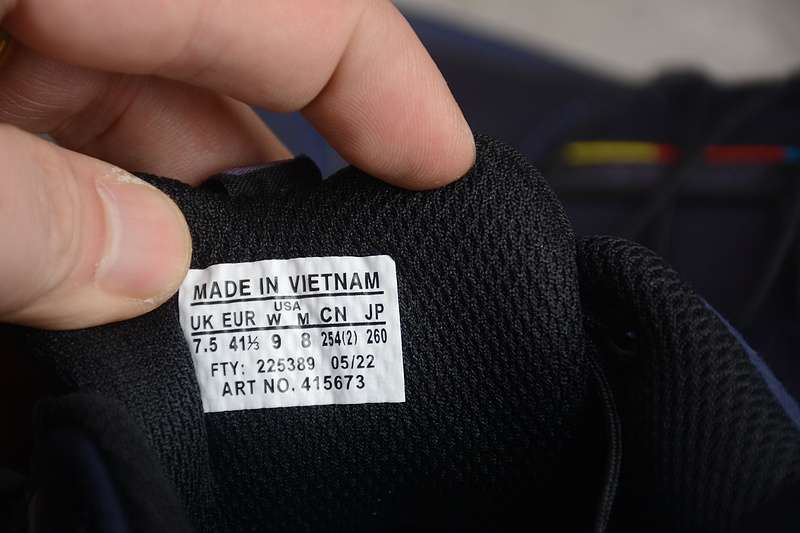 MADE IN VIETNAM
USA
UK EUR W M CN JP
7.5 41⅓ 9 8 254(2) 260
FTY: 225389 05/22
ART NO. 415673